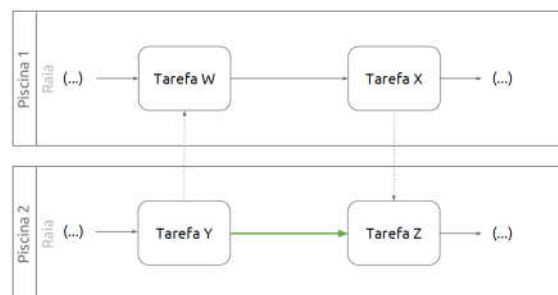 Piscina 1
Raia
(...)
Tarefa W
Tarefa X
(...)
Piscina 2
Raia
(...)
Tarefa Y
Tarefa Z
(...)